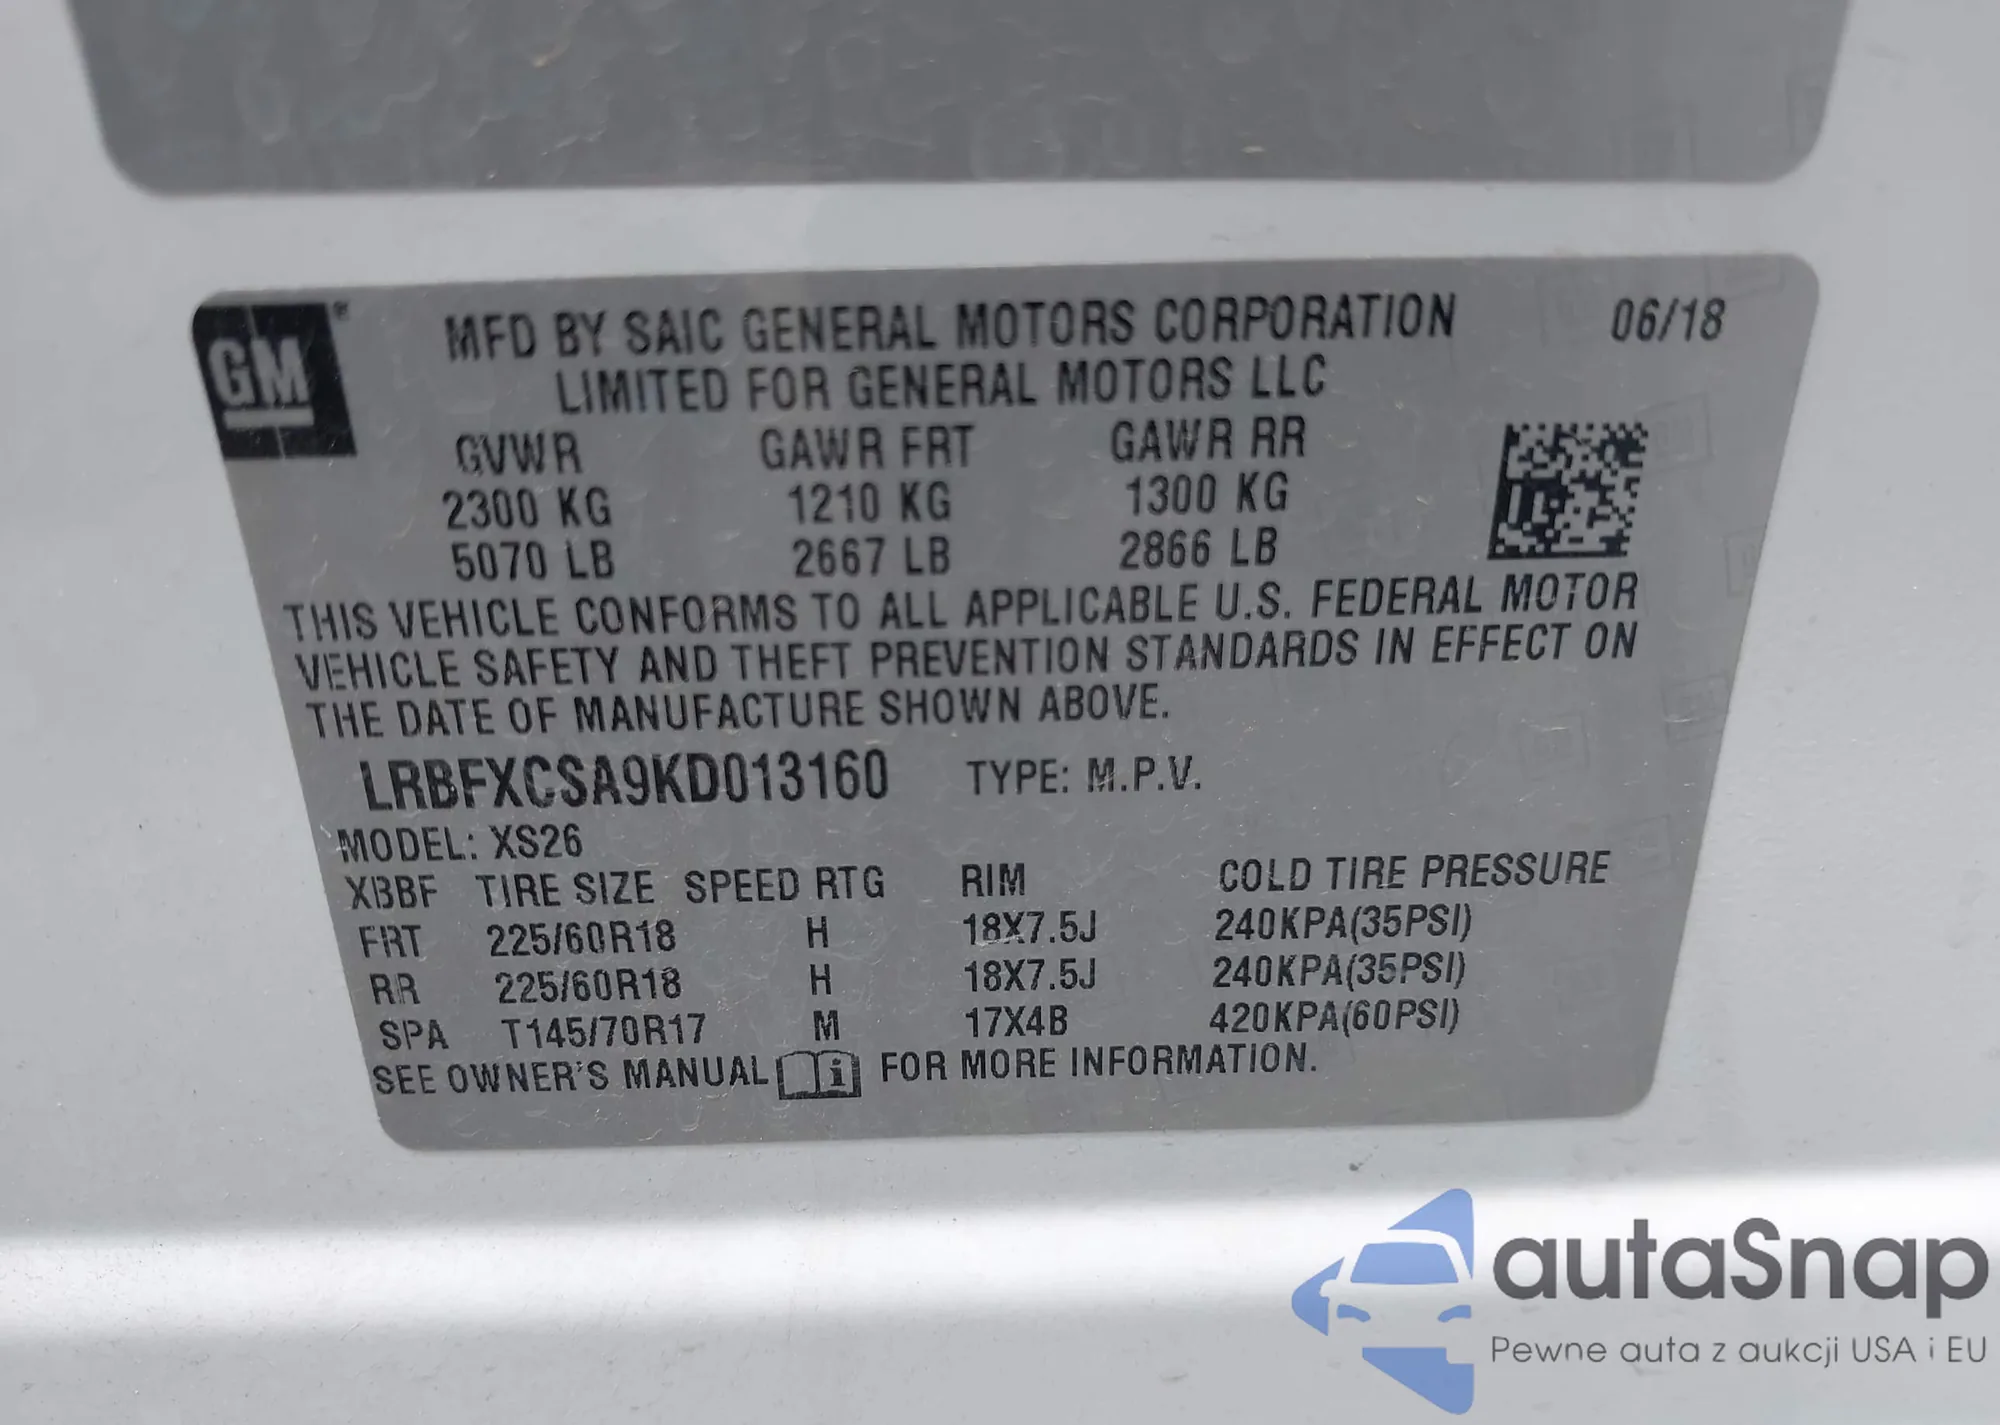 GM®
MFD BY SAIC GENERAL MOTORS CORPORATION 06/18
LIMITED FOR GENERAL MOTORS LLC
GVWR GAWR FRT GAWR RR
2300 KG 1210 KG 1300 KG
5070 LB 2667 LB 2866 LB
THIS VEHICLE CONFORMS TO ALL APPLICABLE U.S. FEDERAL MOTOR
VEHICLE SAFETY AND THEFT PREVENTION STANDARDS IN EFFECT ON
THE DATE OF MANUFACTURE SHOWN ABOVE.
LRBFXCSA9KD013160 TYPE: M.P.V.
MODEL: XS26
XBBF TIRE SIZE SPEED RTG RIM COLD TIRE PRESSURE
FRT 225/60R18 H 18X7.5J 240KPA(35PSI)
RR 225/60R18 H 18X7.5J 240KPA(35PSI)
SPA T145/70R17 M 17X4B 420KPA(60PSI)
SEE OWNER'S MANUAL i FOR MORE INFORMATION.
autaSnap
Pewne auta z aukcji USA i EU